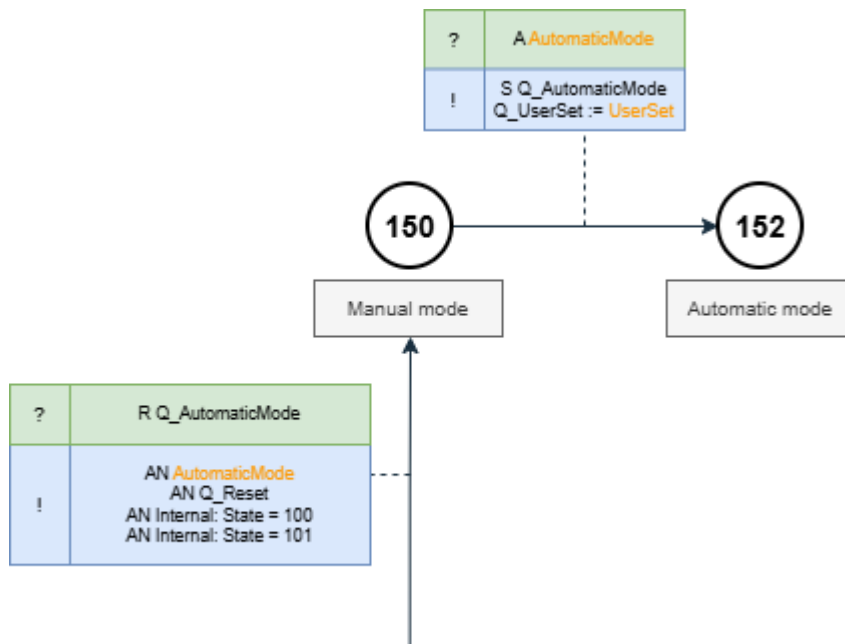 ? A AutomaticMode
! S Q_AutomaticMode
Q_UserSet := UserSet
150 152
Manual mode Automatic mode
? R Q_AutomaticMode
! AN AutomaticMode
AN Q_Reset
AN Internal: State = 100
AN Internal: State = 101